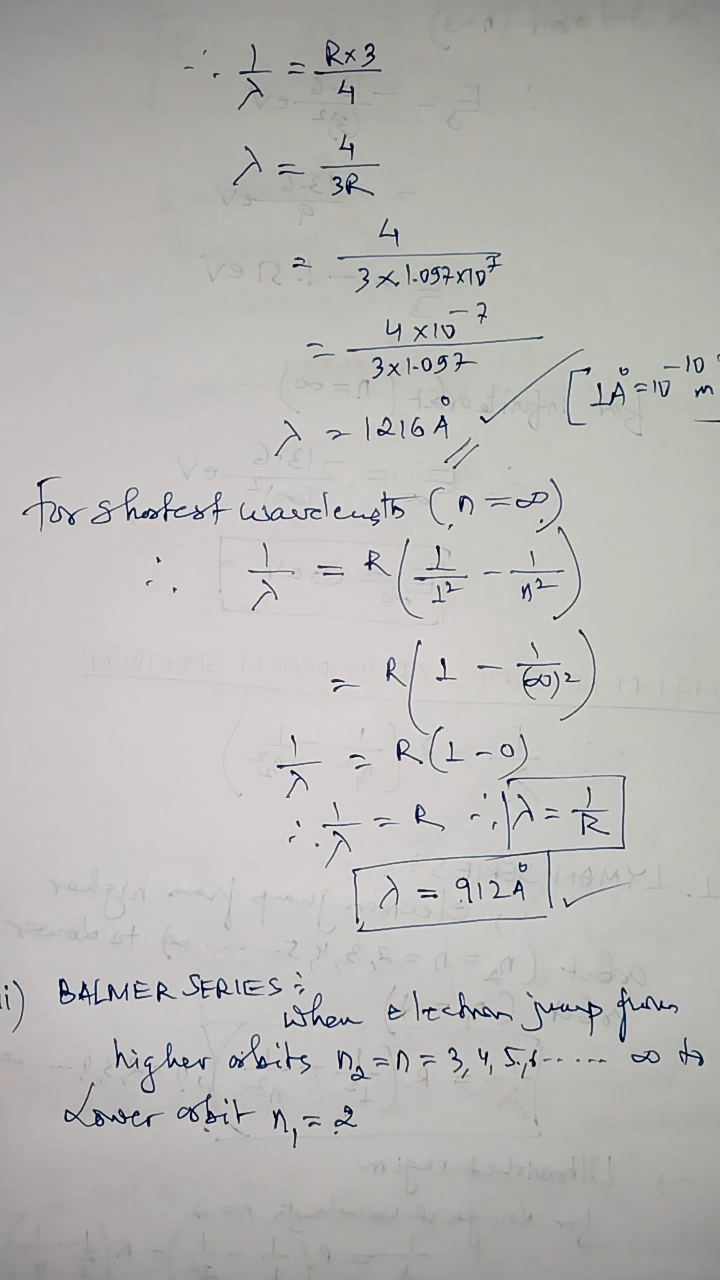 ∴ 1/λ = R×3/4
λ = 4/3R
= 4/(3×1.097×10^7)
= 4×10^-7/(3×1.097)
[1Å = 10^-10 m
λ = 1216 Å ✓
For shortest wavelength (n = ∞)
∴ 1/λ = R(1/1² − 1/n²)
= R(1 − 1/(∞)²)
1/λ = R(1 − 0)
∴ 1/λ = R ∴ λ = 1/R
λ = 912Å ✓
ii) BALMER SERIES:
When electron jump from
higher orbits n₂ = n = 3, 4, 5, 6 ...... ∞ to
Lower orbit n₁ = 2